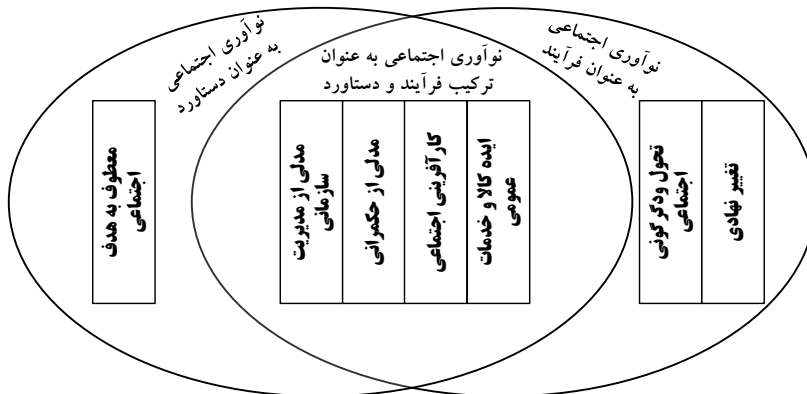 نوآوری اجتماعی
به عنوان فرآیند
نوآوری اجتماعی به عنوان
ترکیب فرآیند و دستاورد
نوآوری اجتماعی
به عنوان دستاورد
تغییر نهادی
تحول ودگرگونی
اجتماعی
ایده کالا و خدمات
عمومی
کارآفرینی اجتماعی
مدلی از حکمرانی
مدلی از مدیریت
سازمانی
معطوف به هدف
اجتماعی